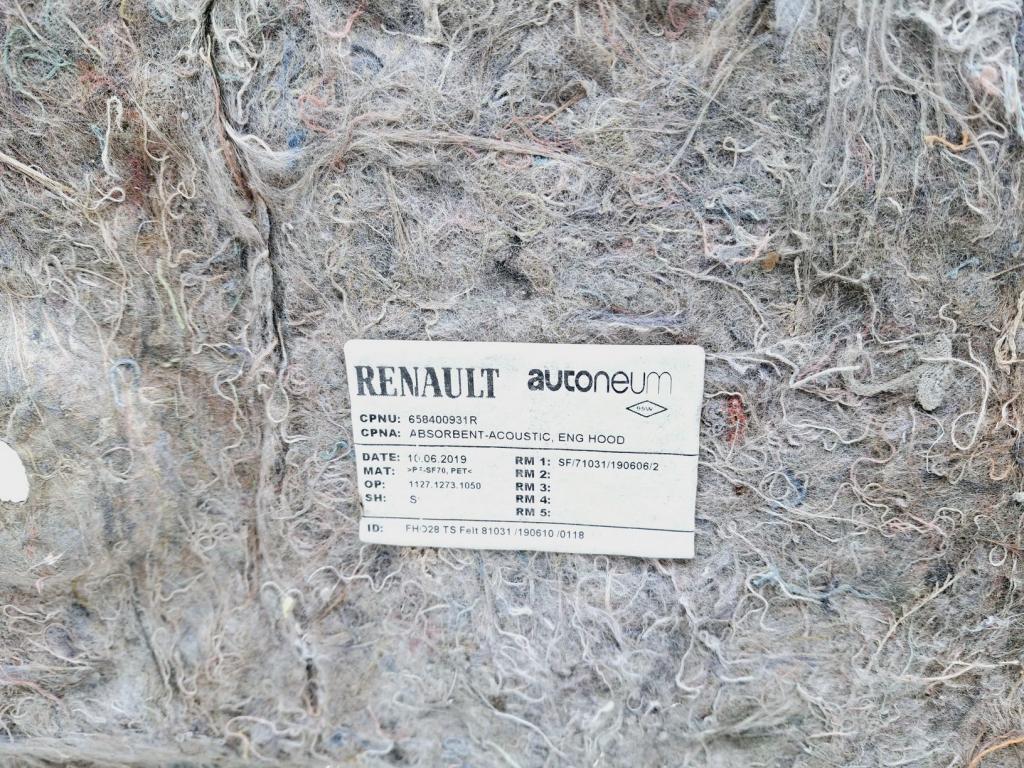 RENAULT autoneum
CPNU: 658400931R
CPNA: ABSORBENT-ACOUSTIC, ENG HOOD
DATE: 10.06.2019
MAT: >PF-SF70, PET<
OP: 1127.1273.1050
SH: S
RM 1: SF/71031/190606/2
RM 2:
RM 3:
RM 4:
RM 5:
ID: FHD28 TS Felt 81031 /190610 /0118